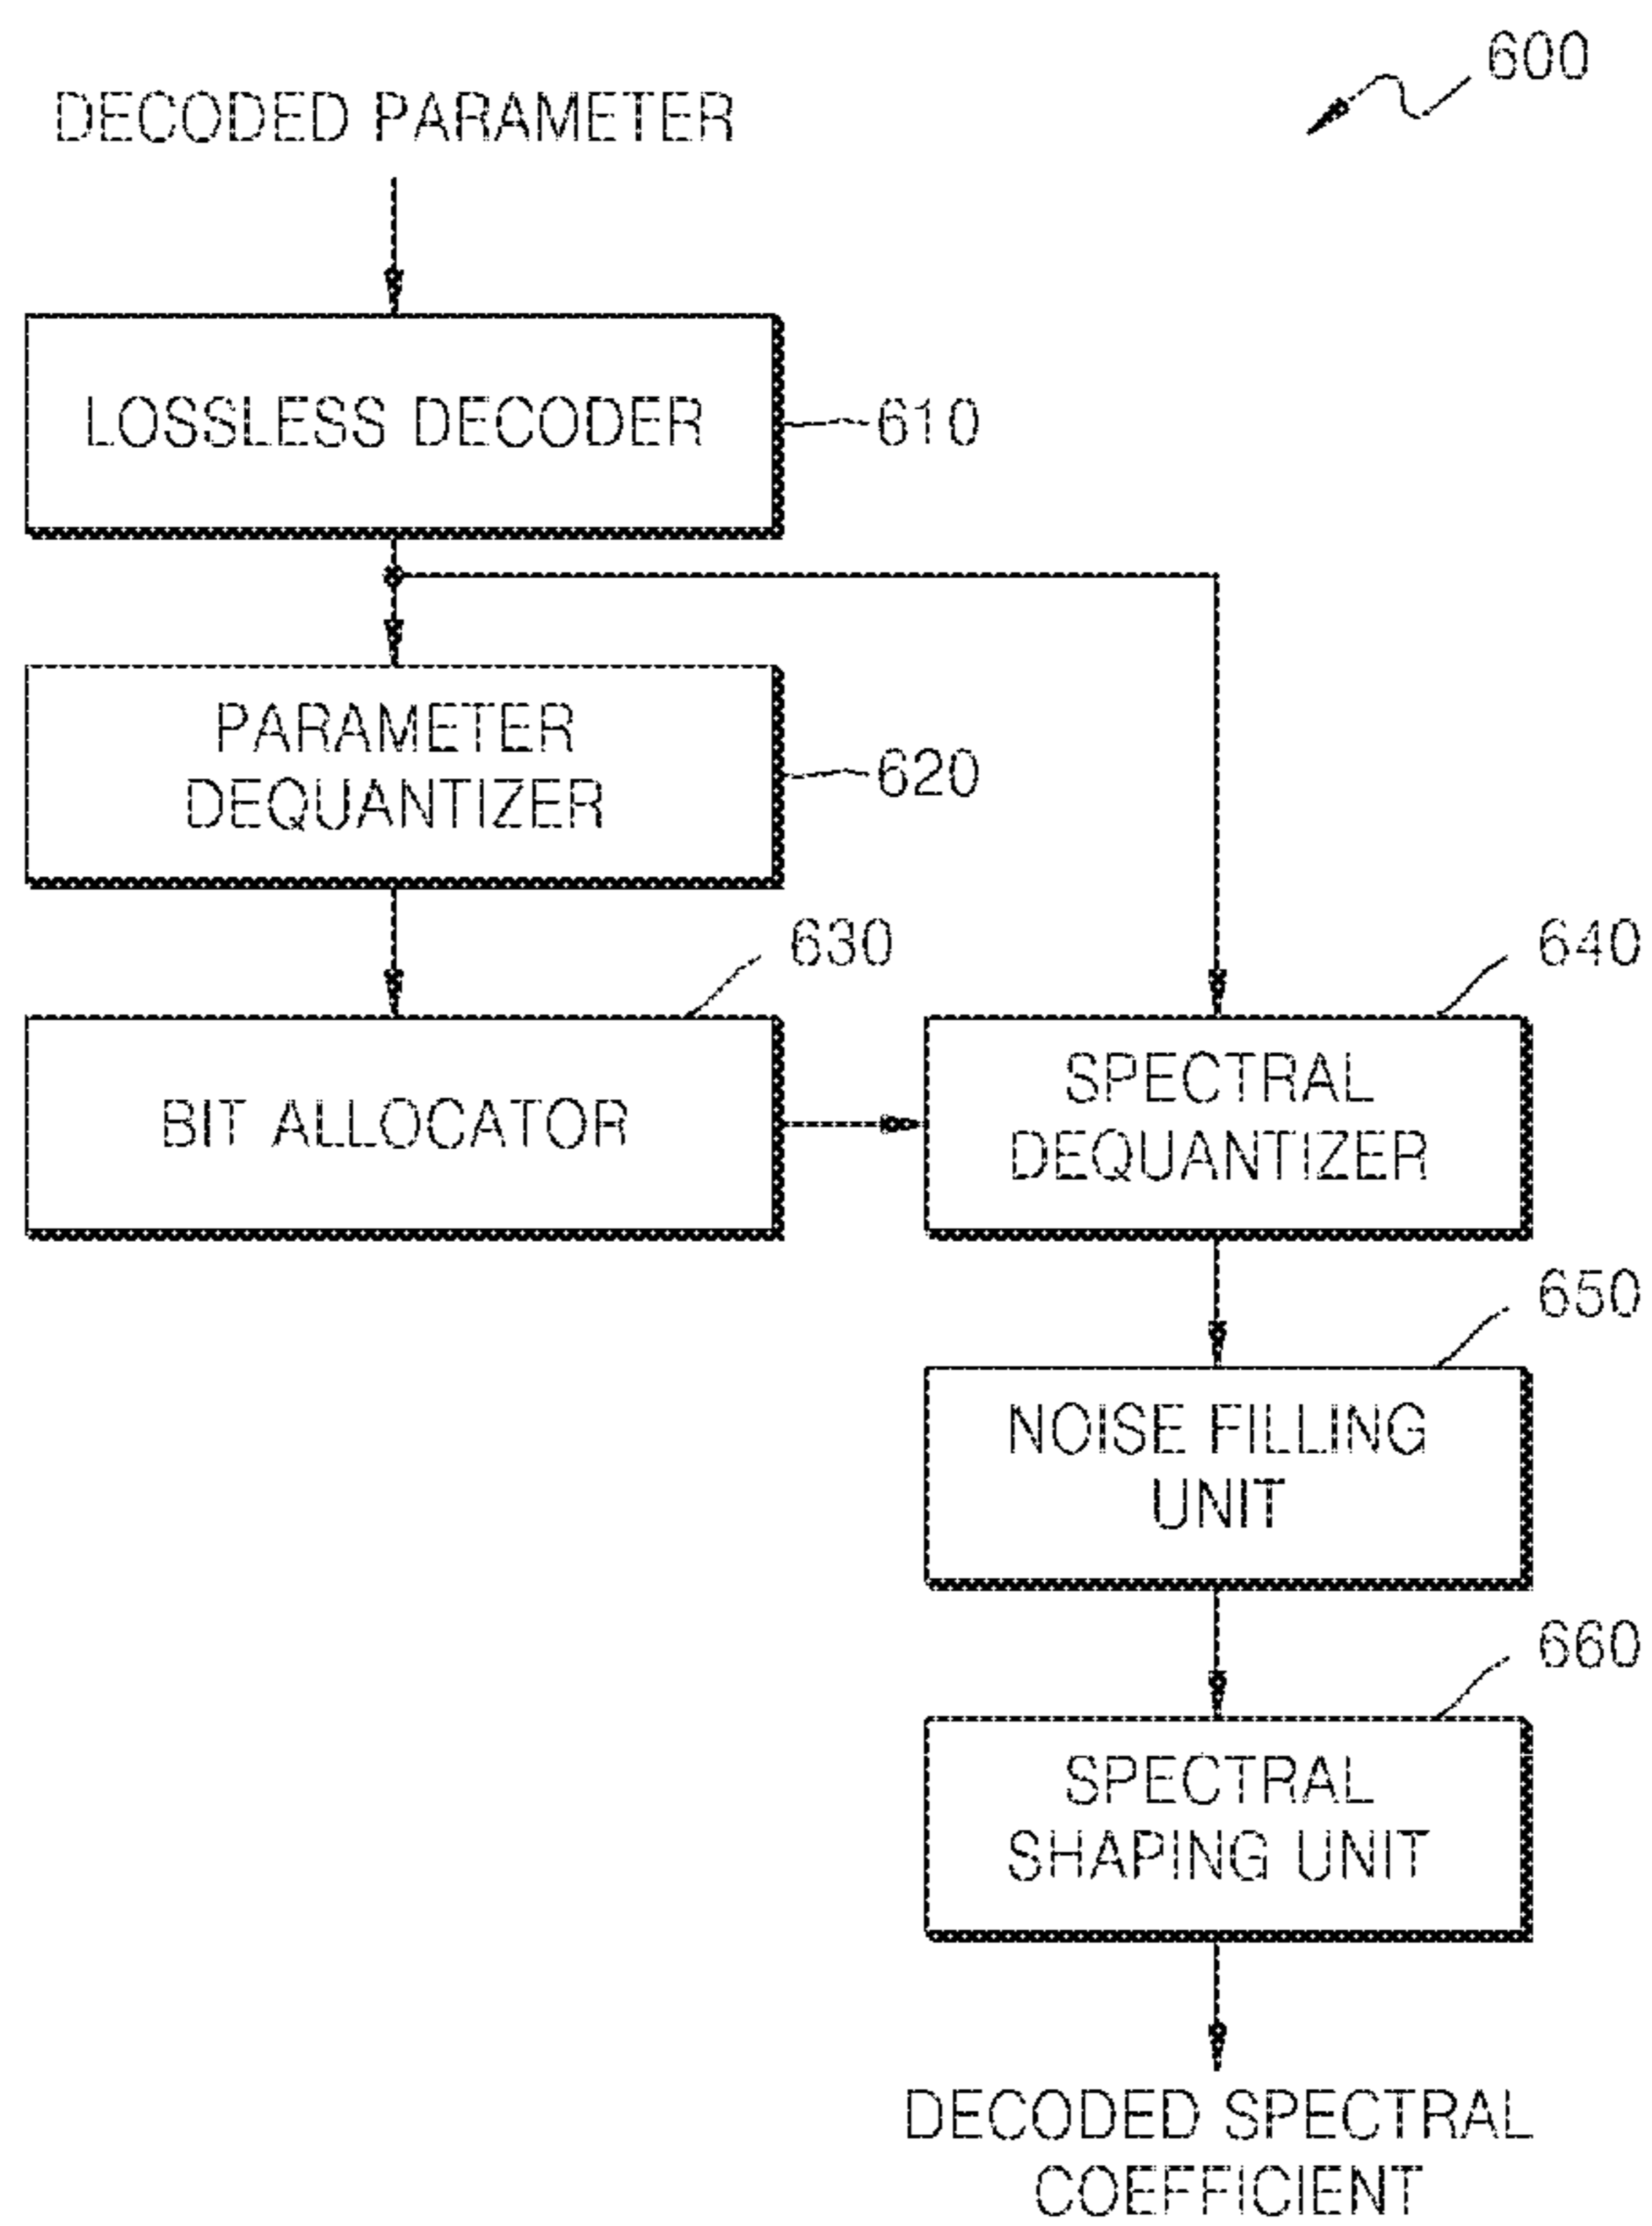 600
DECODED PARAMETER
LOSSLESS DECODER
610
PARAMETER
DEQUANTIZER
620
630
640
BIT ALLOCATOR
SPECTRAL
DEQUANTIZER
650
NOISE FILLING
UNIT
660
SPECTRAL
SHAPING UNIT
DECODED SPECTRAL
COEFFICIENT